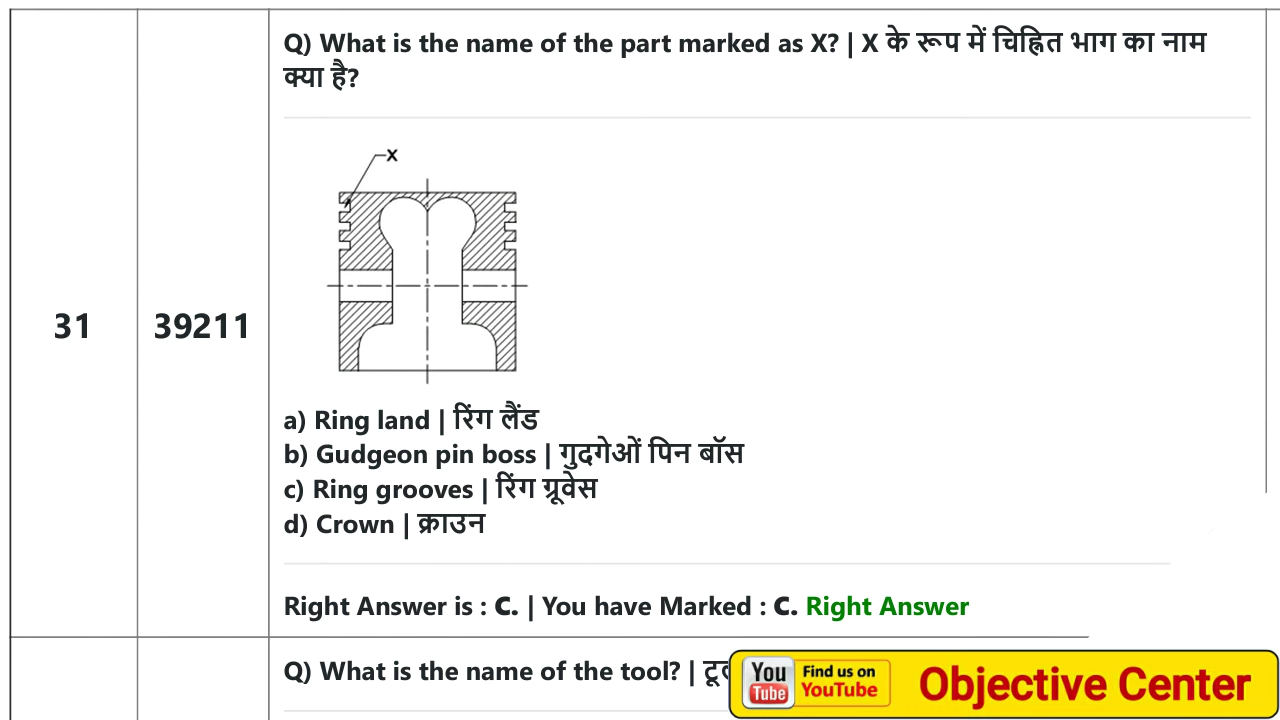 Q) What is the name of the part marked as X? | X के रूप में चिह्नित भाग का नाम
क्या है?
X
31
39211
a) Ring land | रिंग लैंड
b) Gudgeon pin boss | गुदगेओं पिन बॉस
c) Ring grooves | रिंग ग्रूवेस
d) Crown | क्राउन
Right Answer is : C. | You have Marked : C. Right Answer
Q) What is the name of the tool? |
You Tube
Find us on
YouTube
Objective Center